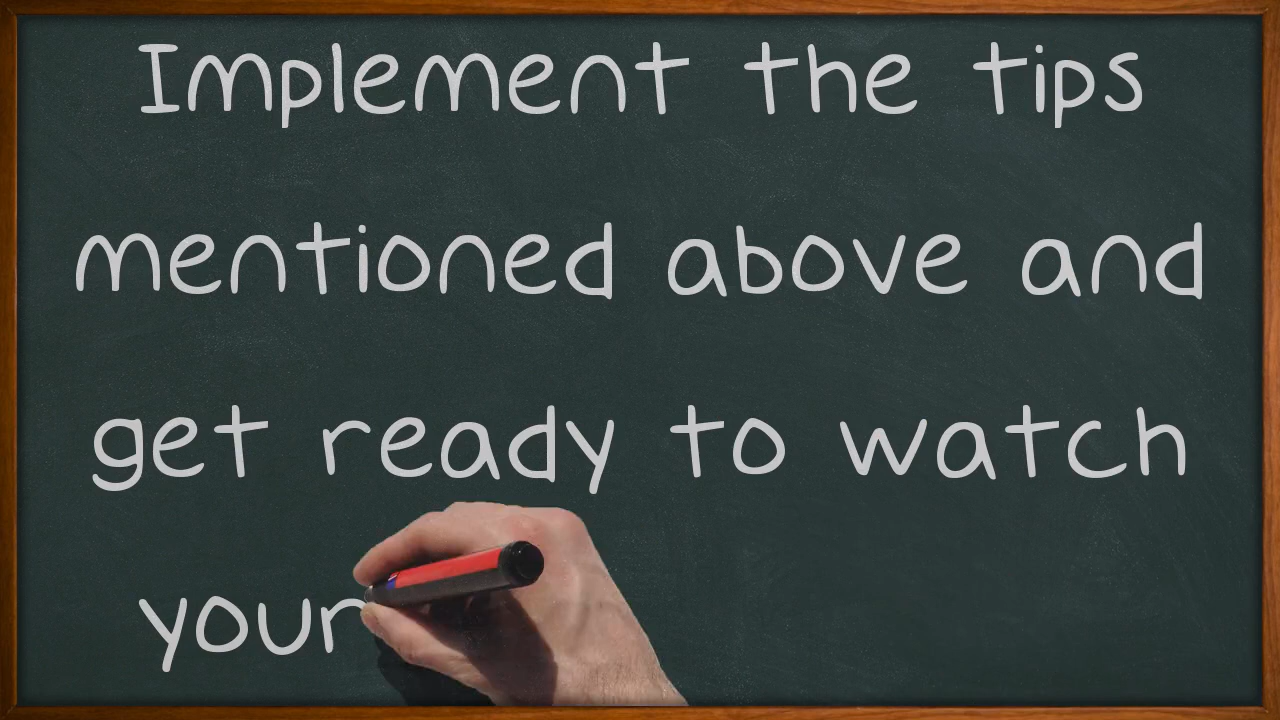 Implement the tips
mentioned above and
get ready to watch
your